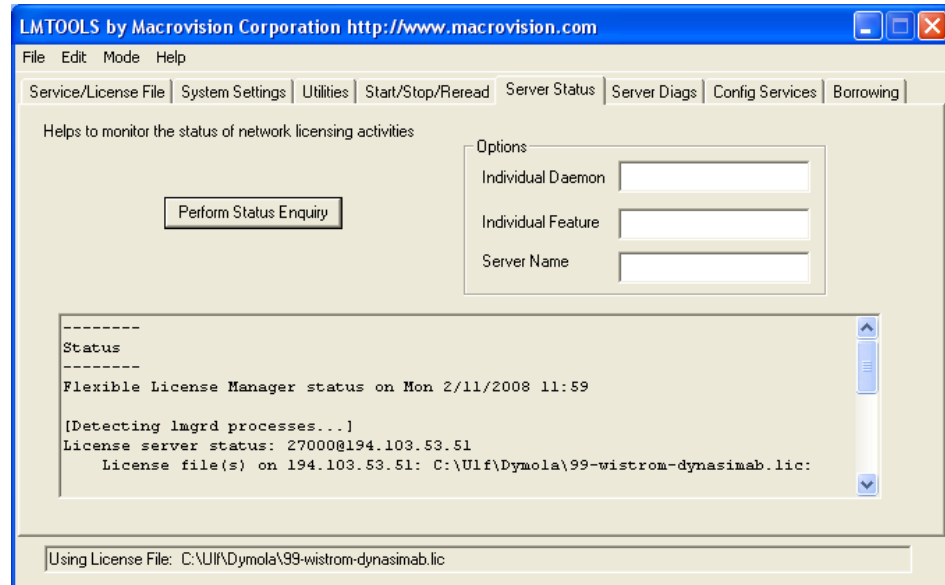 LMTOOLS by Macrovision Corporation http://www.macrovision.com
File Edit Mode Help
Service/License File System Settings Utilities Start/Stop/Reread Server Status Server Diags Config Services Borrowing
Helps to monitor the status of network licensing activities
Options
Individual Daemon
Perform Status Enquiry
Individual Feature
Server Name
--------
Status
--------
Flexible License Manager status on Mon 2/11/2008 11:59
[Detecting lmgrd processes...]
License server status: 27000@194.103.53.51
License file(s) on 194.103.53.51: C:\Ulf\Dymola\99-wistrom-dynasimab.lic:
Using License File: C:\Ulf\Dymola\99-wistrom-dynasimab.lic